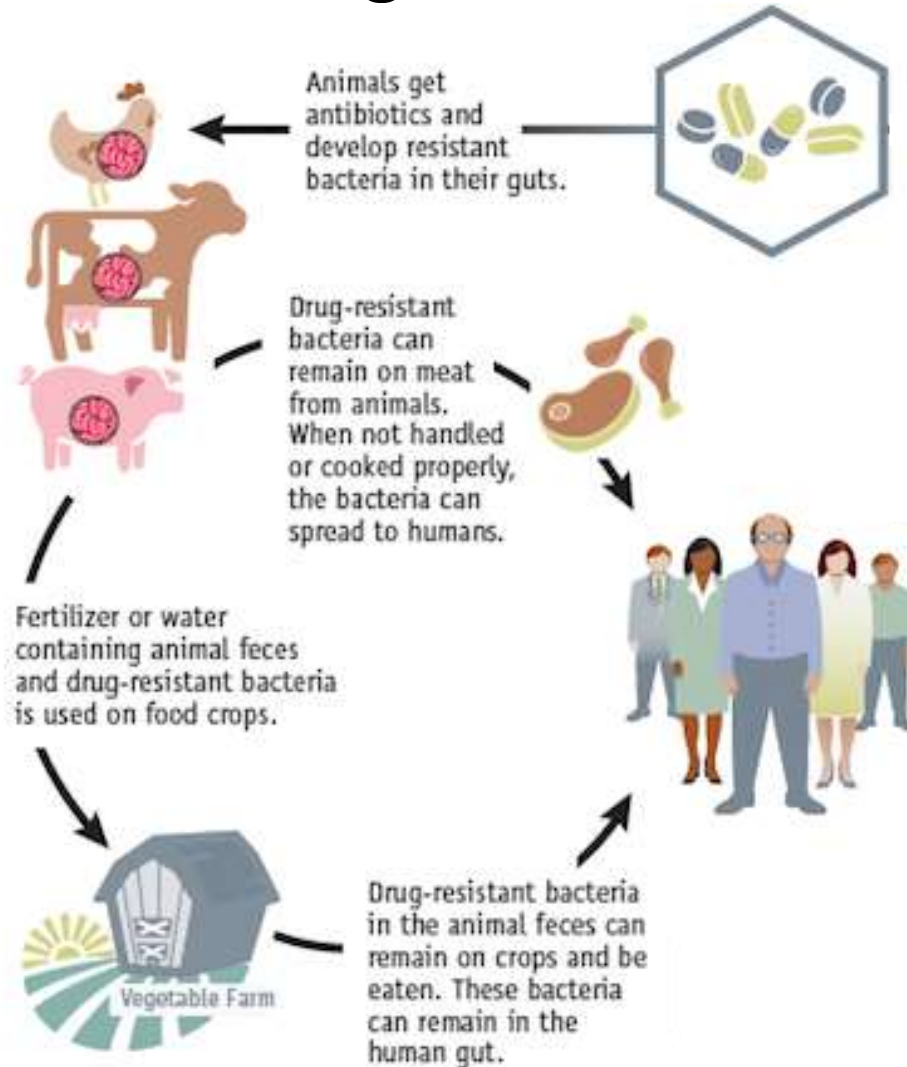 Animals get
antibiotics and
develop resistant
bacteria in their guts.
Drug-resistant
bacteria can
remain on meat
from animals.
When not handled
or cooked properly,
the bacteria can
spread to humans.
Fertilizer or water
containing animal feces
and drug-resistant bacteria
is used on food crops.
Vegetable Farm
Drug-resistant bacteria
in the animal feces can
remain on crops and be
eaten. These bacteria
can remain in the
human gut.